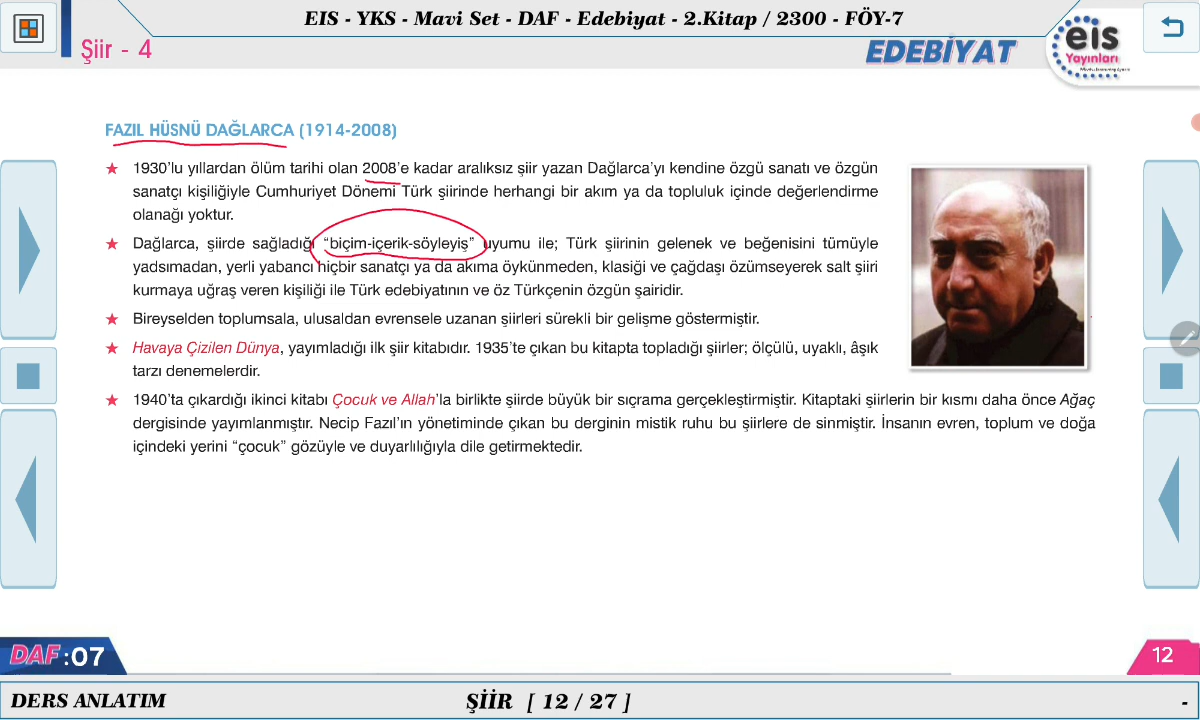 EIS - YKS - Mavi Set - DAF - Edebiyat - 2.Kitap / 2300 - FÖY-7
Şiir - 4
EDEBİYAT
eis
Yayınları
FAZIL HÜSNÜ DAĞLARCA (1914-2008)
★ 1930’lu yıllardan ölüm tarihi olan 2008’e kadar aralıksız şiir yazan Dağlarca’yı kendine özgü sanatı ve özgün
sanatçı kişiliğiyle Cumhuriyet Dönemi Türk şiirinde herhangi bir akım ya da topluluk içinde değerlendirme
olanağı yoktur.
★ Dağlarca, şiirde sağladığı “biçim-içerik-söyleyiş” uyumu ile; Türk şiirinin gelenek ve beğenisini tümüyle
yadsımadan, yerli yabancı hiçbir sanatçı ya da akıma öykünmeden, klasiği ve çağdaşı özümseyerek salt şiiri
kurmaya uğraş veren kişiliği ile Türk edebiyatının ve öz Türkçenin özgün şairidir.
★ Bireyselden toplumsala, ulusaldan evrensele uzanan şiirleri sürekli bir gelişme göstermiştir.
★ Havaya Çizilen Dünya, yayımladığı ilk şiir kitabıdır. 1935’te çıkan bu kitapta topladığı şiirler; ölçülü, uyaklı, âşık
tarzı denemelerdir.
★ 1940’ta çıkardığı ikinci kitabı Çocuk ve Allah’la birlikte şiirde büyük bir sıçrama gerçekleştirmiştir. Kitaptaki şiirlerin bir kısmı daha önce Ağaç
dergisinde yayımlanmıştır. Necip Fazıl’ın yönetiminde çıkan bu derginin mistik ruhu bu şiirlere de sinmiştir. İnsanın evren, toplum ve doğa
içindeki yerini “çocuk” gözüyle ve duyarlılığıyla dile getirmektedir.
DAF:07
12
DERS ANLATIM
ŞİİR [ 12 / 27 ]
-